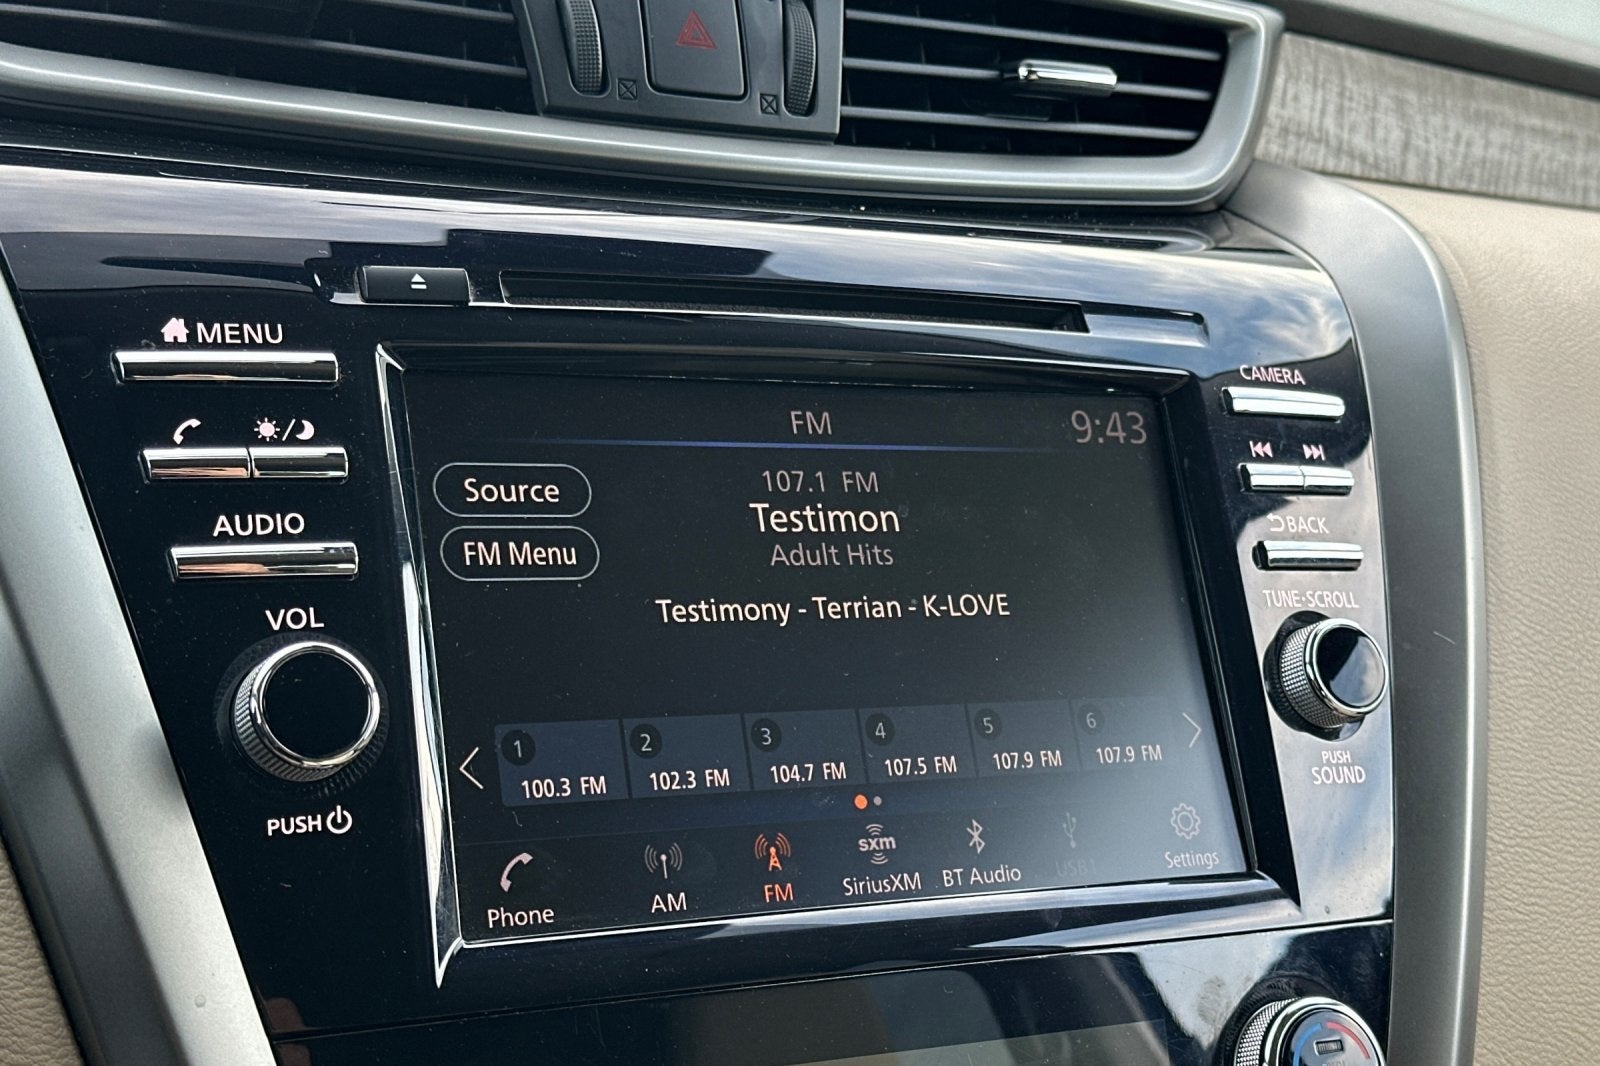 MENU
AUDIO
VOL
PUSH
FM
9:43
Source
FM Menu
107.1 FM
Testimon
Adult Hits
Testimony - Terrian - K-LOVE
1
100.3 FM
2
102.3 FM
3
104.7 FM
4
107.5 FM
5
107.9 FM
6
107.9 FM
Phone
AM
FM
sxm
SiriusXM
BT Audio
USB1
Settings
CAMERA
BACK
TUNE·SCROLL
PUSH
SOUND